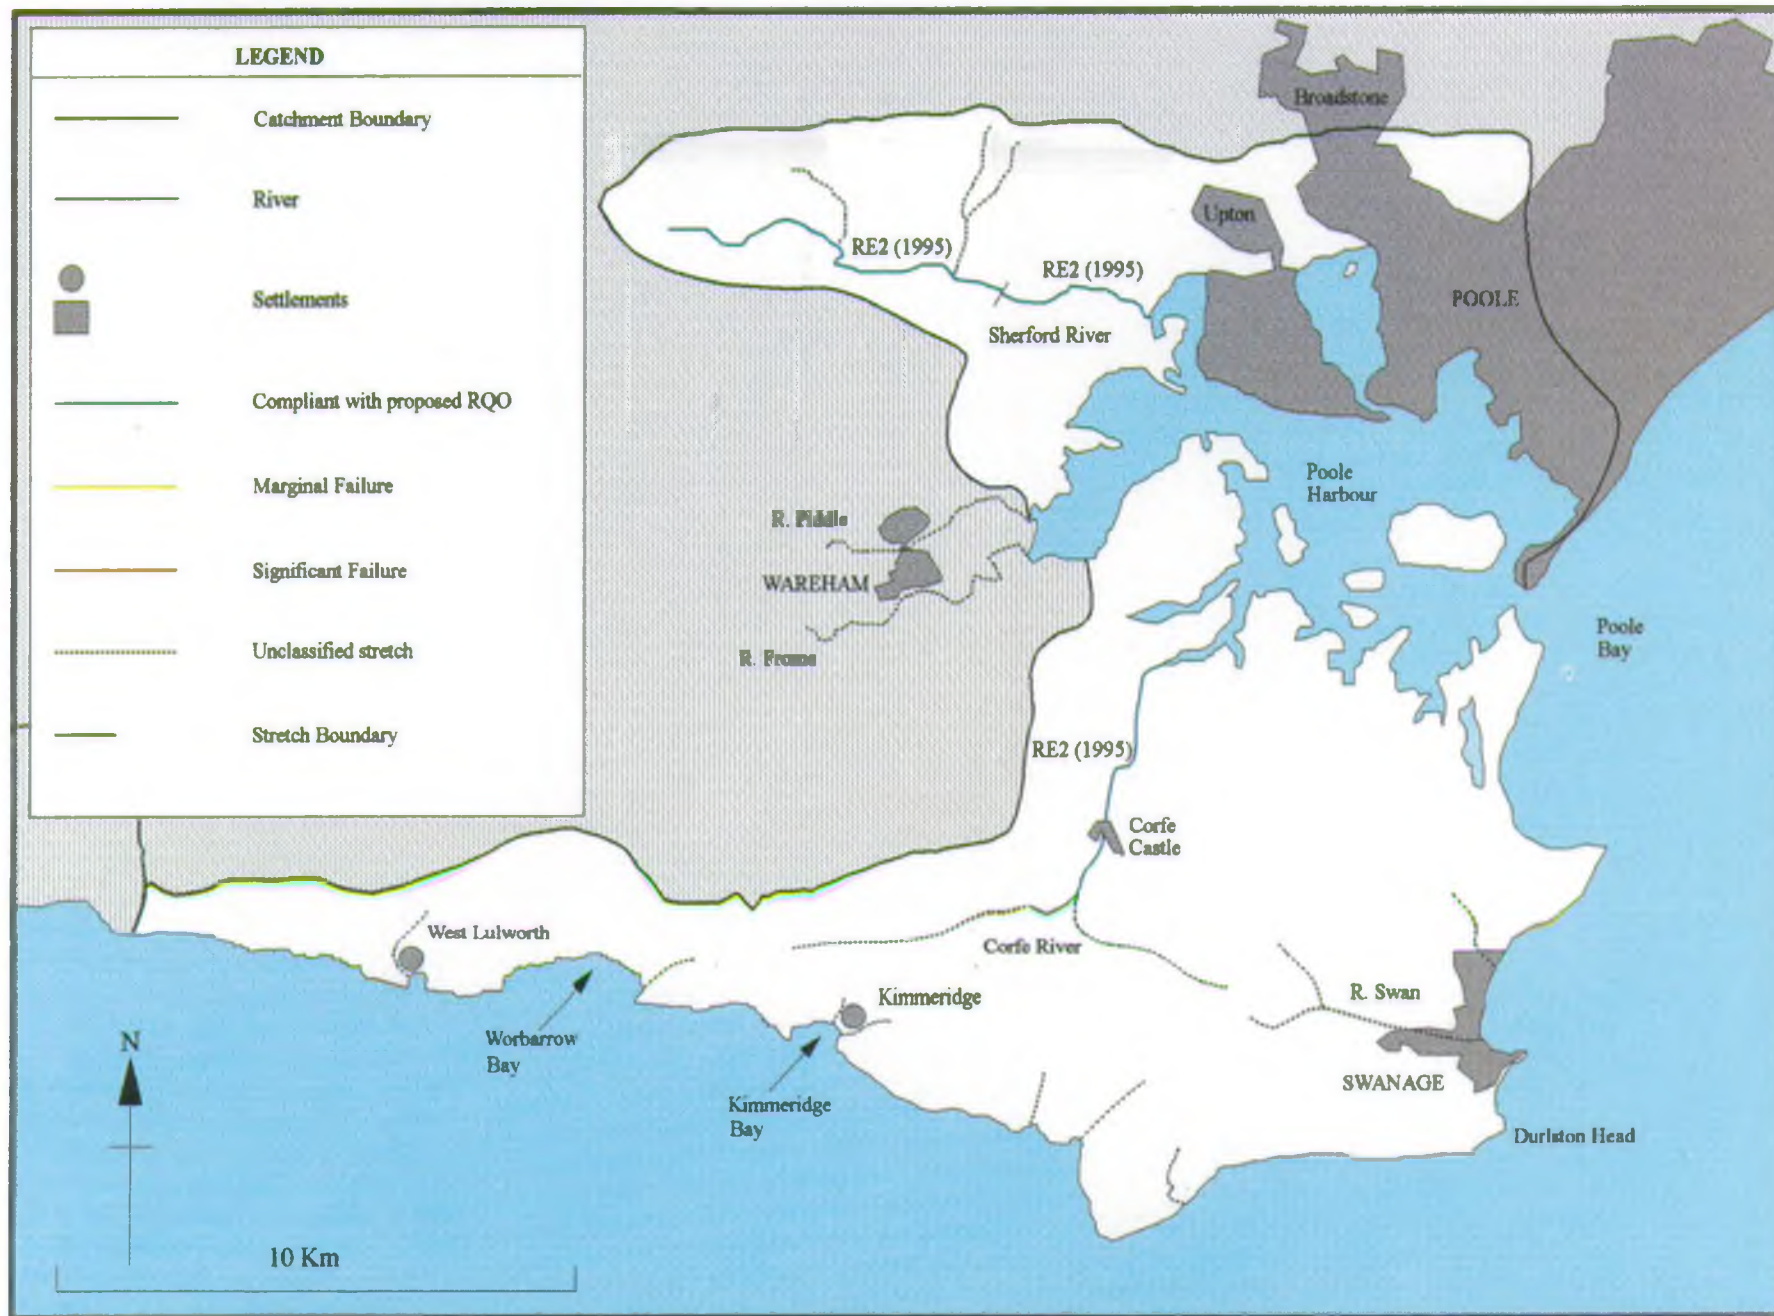 LEGEND
Catchment Boundary
River
Settlements
Compliant with proposed RQO
Marginal Failure
Significant Failure
Unclassified stretch
Stretch Boundary
Broadstone
Upton
RE2 (1995)
RE2 (1995)
POOLE
Sherford River
Poole
Harbour
R. Piddle
WAREHAM
R. Frome
Poole
Bay
RE2 (1995)
Corfe
Castle
West Lulworth
Corfe River
Kimmeridge
R. Swan
Worbarrow
Bay
N
SWANAGE
Kimmeridge
Bay
Durlston Head
10 Km